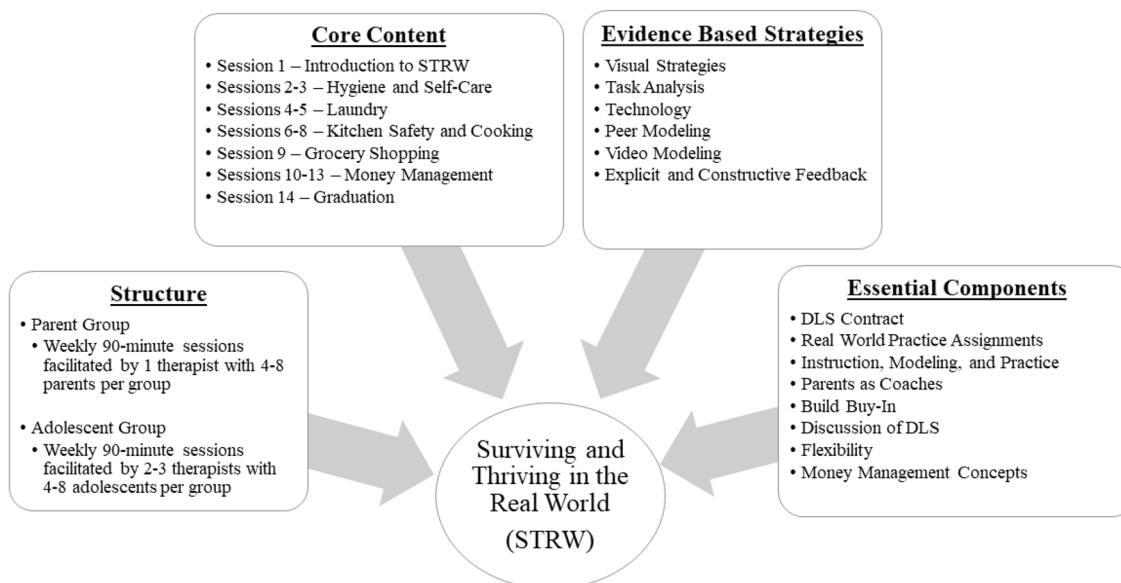 Core Content
• Session 1 – Introduction to STRW
• Sessions 2-3 – Hygiene and Self-Care
• Sessions 4-5 – Laundry
• Sessions 6-8 – Kitchen Safety and Cooking
• Session 9 – Grocery Shopping
• Sessions 10-13 – Money Management
• Session 14 – Graduation
Evidence Based Strategies
• Visual Strategies
• Task Analysis
• Technology
• Peer Modeling
• Video Modeling
• Explicit and Constructive Feedback
Structure
• Parent Group
• Weekly 90-minute sessions
facilitated by 1 therapist with 4-8
parents per group
• Adolescent Group
• Weekly 90-minute sessions
facilitated by 2-3 therapists with
4-8 adolescents per group
Essential Components
• DLS Contract
• Real World Practice Assignments
• Instruction, Modeling, and Practice
• Parents as Coaches
• Build Buy-In
• Discussion of DLS
• Flexibility
• Money Management Concepts
Surviving and
Thriving in the
Real World
(STRW)